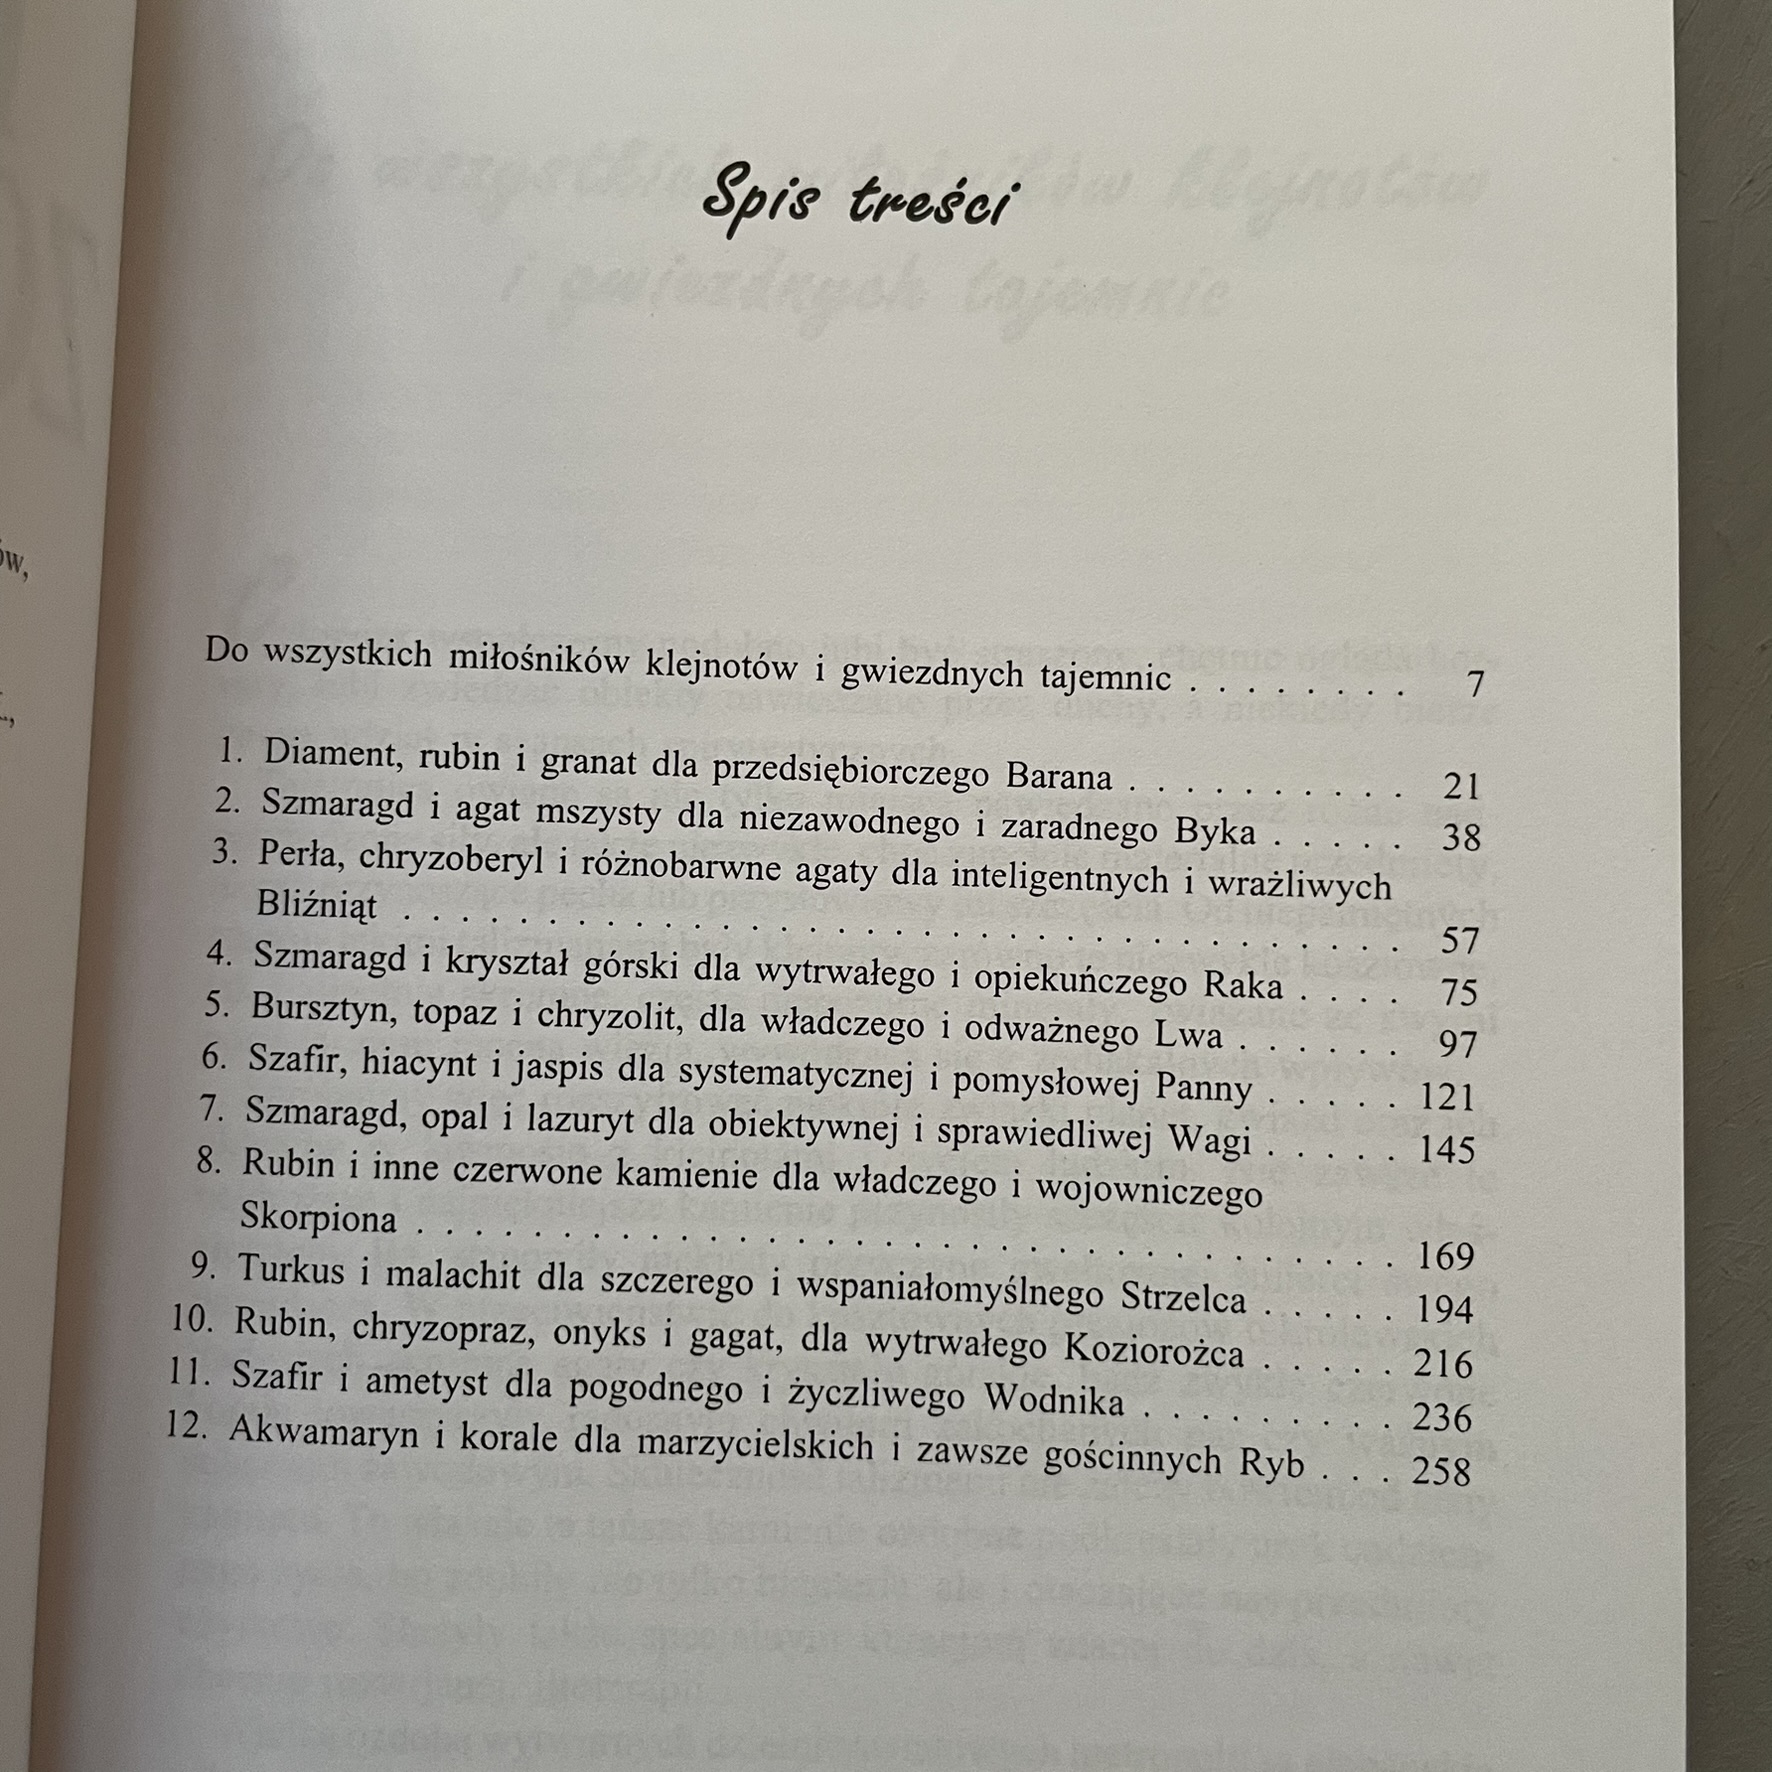 Spis treści
ów,
Do wszystkich miłośników klejnotów i gwiezdnych tajemnic . . . . . . . . 7
1. Diament, rubin i granat dla przedsiębiorczego Barana . . . . . . . . . . 21
2. Szmaragd i agat mszysty dla niezawodnego i zaradnego Byka . . . . . 38
3. Perła, chryzoberyl i różnobarwne agaty dla inteligentnych i wrażliwych
Bliźniąt . . . . . . . . . . . . . . . . . . . . . . . . . . . . . . . . . . . 57
4. Szmaragd i kryształ górski dla wytrwałego i opiekuńczego Raka . . . . 75
5. Bursztyn, topaz i chryzolit, dla władczego i odważnego Lwa . . . . . . 97
6. Szafir, hiacynt i jaspis dla systematycznej i pomysłowej Panny . . . . . 121
7. Szmaragd, opal i lazuryt dla obiektywnej i sprawiedliwej Wagi . . . . . 145
8. Rubin i inne czerwone kamienie dla władczego i wojowniczego
Skorpiona . . . . . . . . . . . . . . . . . . . . . . . . . . . . . . . . . . 169
9. Turkus i malachit dla szczerego i wspaniałomyślnego Strzelca . . . . . 194
10. Rubin, chryzopraz, onyks i gagat, dla wytrwałego Koziorożca . . . . . 216
11. Szafir i ametyst dla pogodnego i życzliwego Wodnika . . . . . . . . . 236
12. Akwamaryn i korale dla marzycielskich i zawsze gościnnych Ryb . . . 258